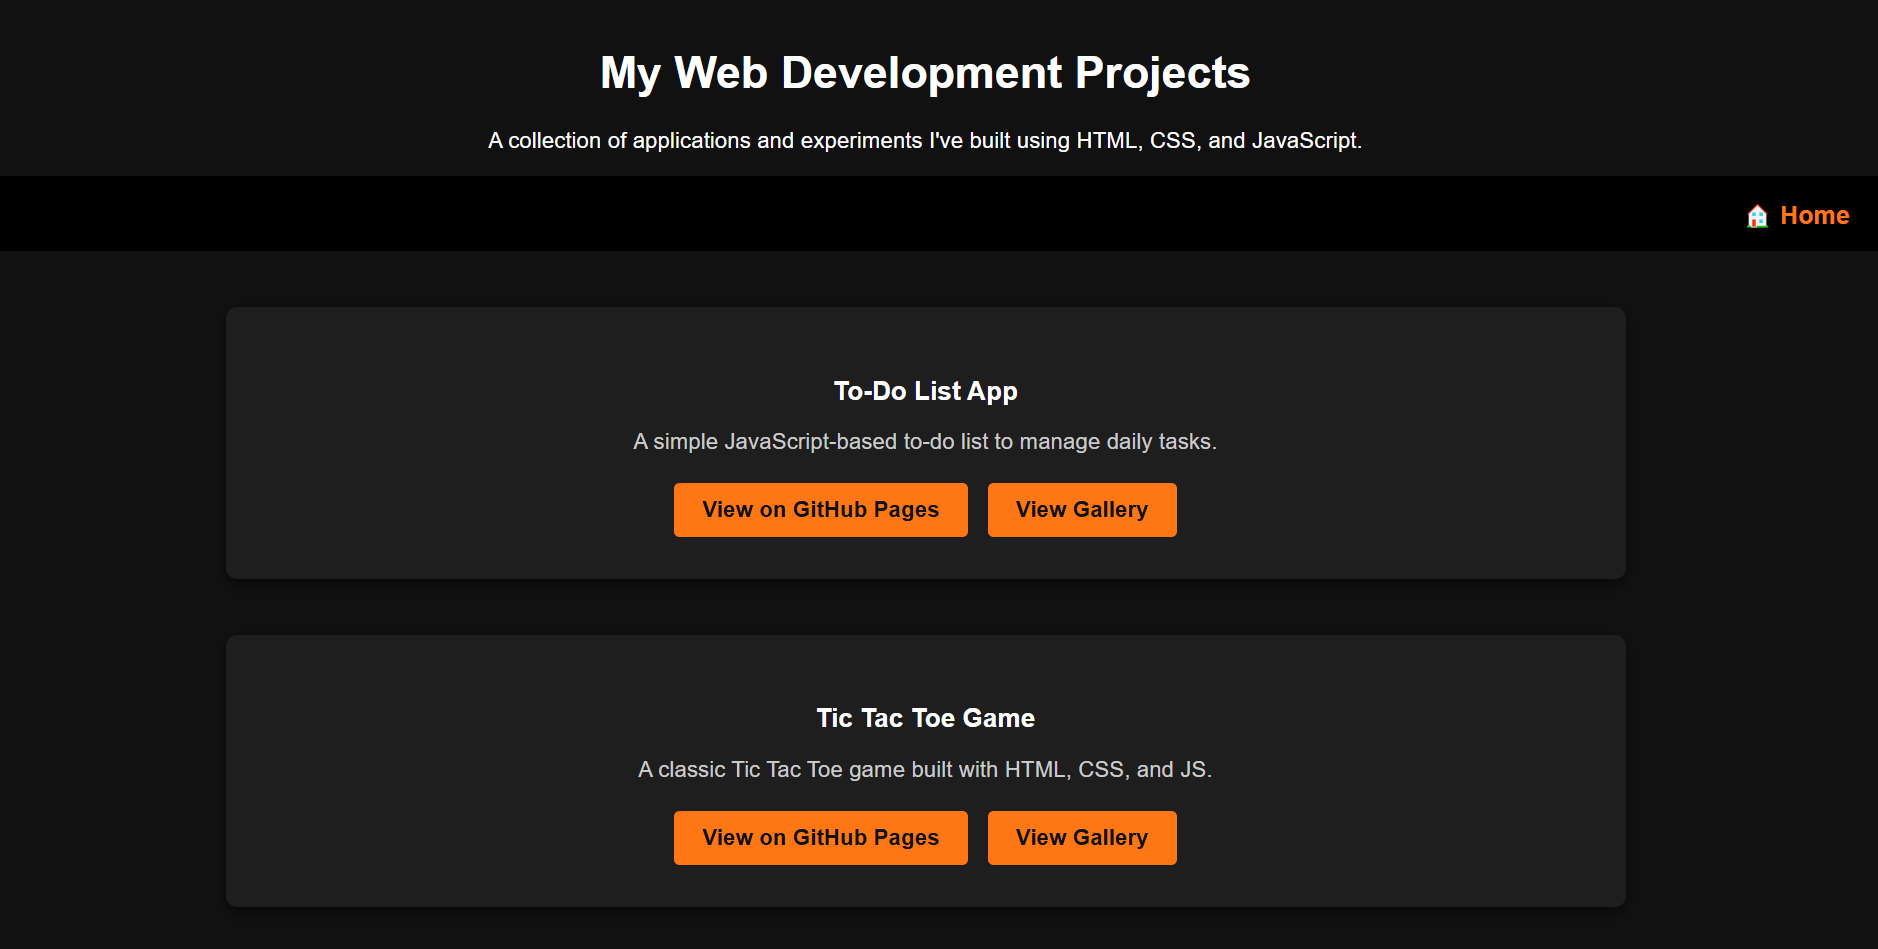 My Web Development Projects
A collection of applications and experiments I've built using HTML, CSS, and JavaScript.
🏠 Home
To-Do List App
A simple JavaScript-based to-do list to manage daily tasks.
View on GitHub Pages View Gallery
Tic Tac Toe Game
A classic Tic Tac Toe game built with HTML, CSS, and JS.
View on GitHub Pages View Gallery